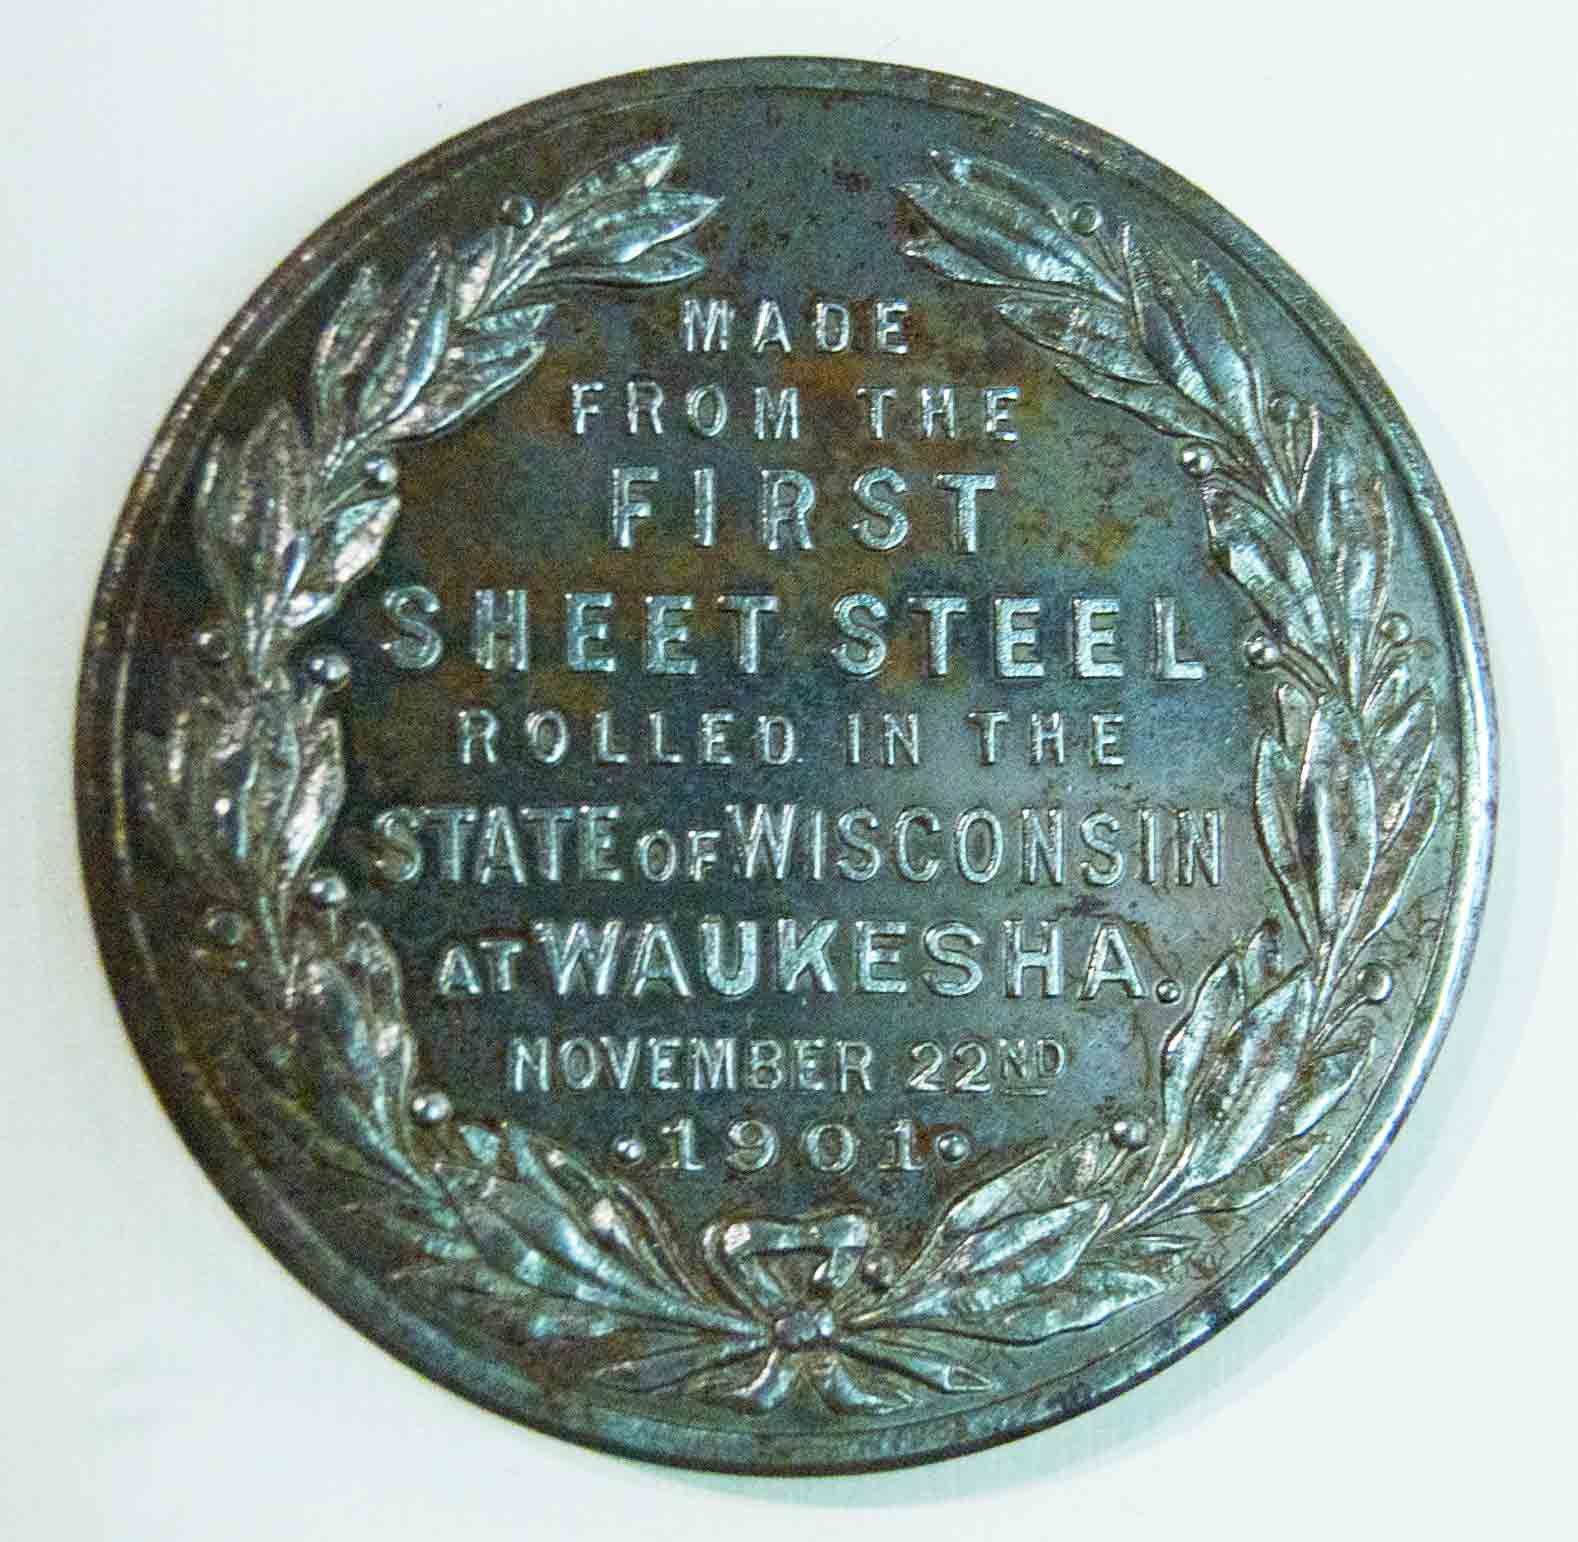 MADE
FROM THE
FIRST
SHEET STEEL
ROLLED IN THE
STATE OF WISCONSIN
AT WAUKESHA.
NOVEMBER 22ND
·1901·